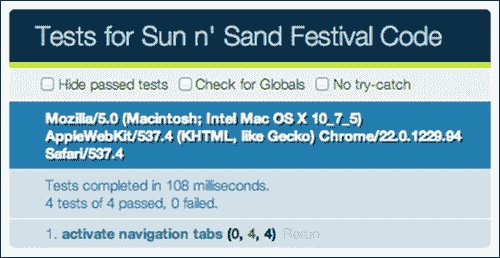 Tests for Sun n' Sand Festival Code
Hide passed tests Check for Globals No try-catch
Mozilla/5.0 (Macintosh; Intel Mac OS X 10_7_5)
AppleWebKit/537.4 (KHTML, like Gecko) Chrome/22.0.1229.94
Safari/537.4
Tests completed in 108 milliseconds.
4 tests of 4 passed, 0 failed.
1. activate navigation tabs (0, 4, 4) Rerun